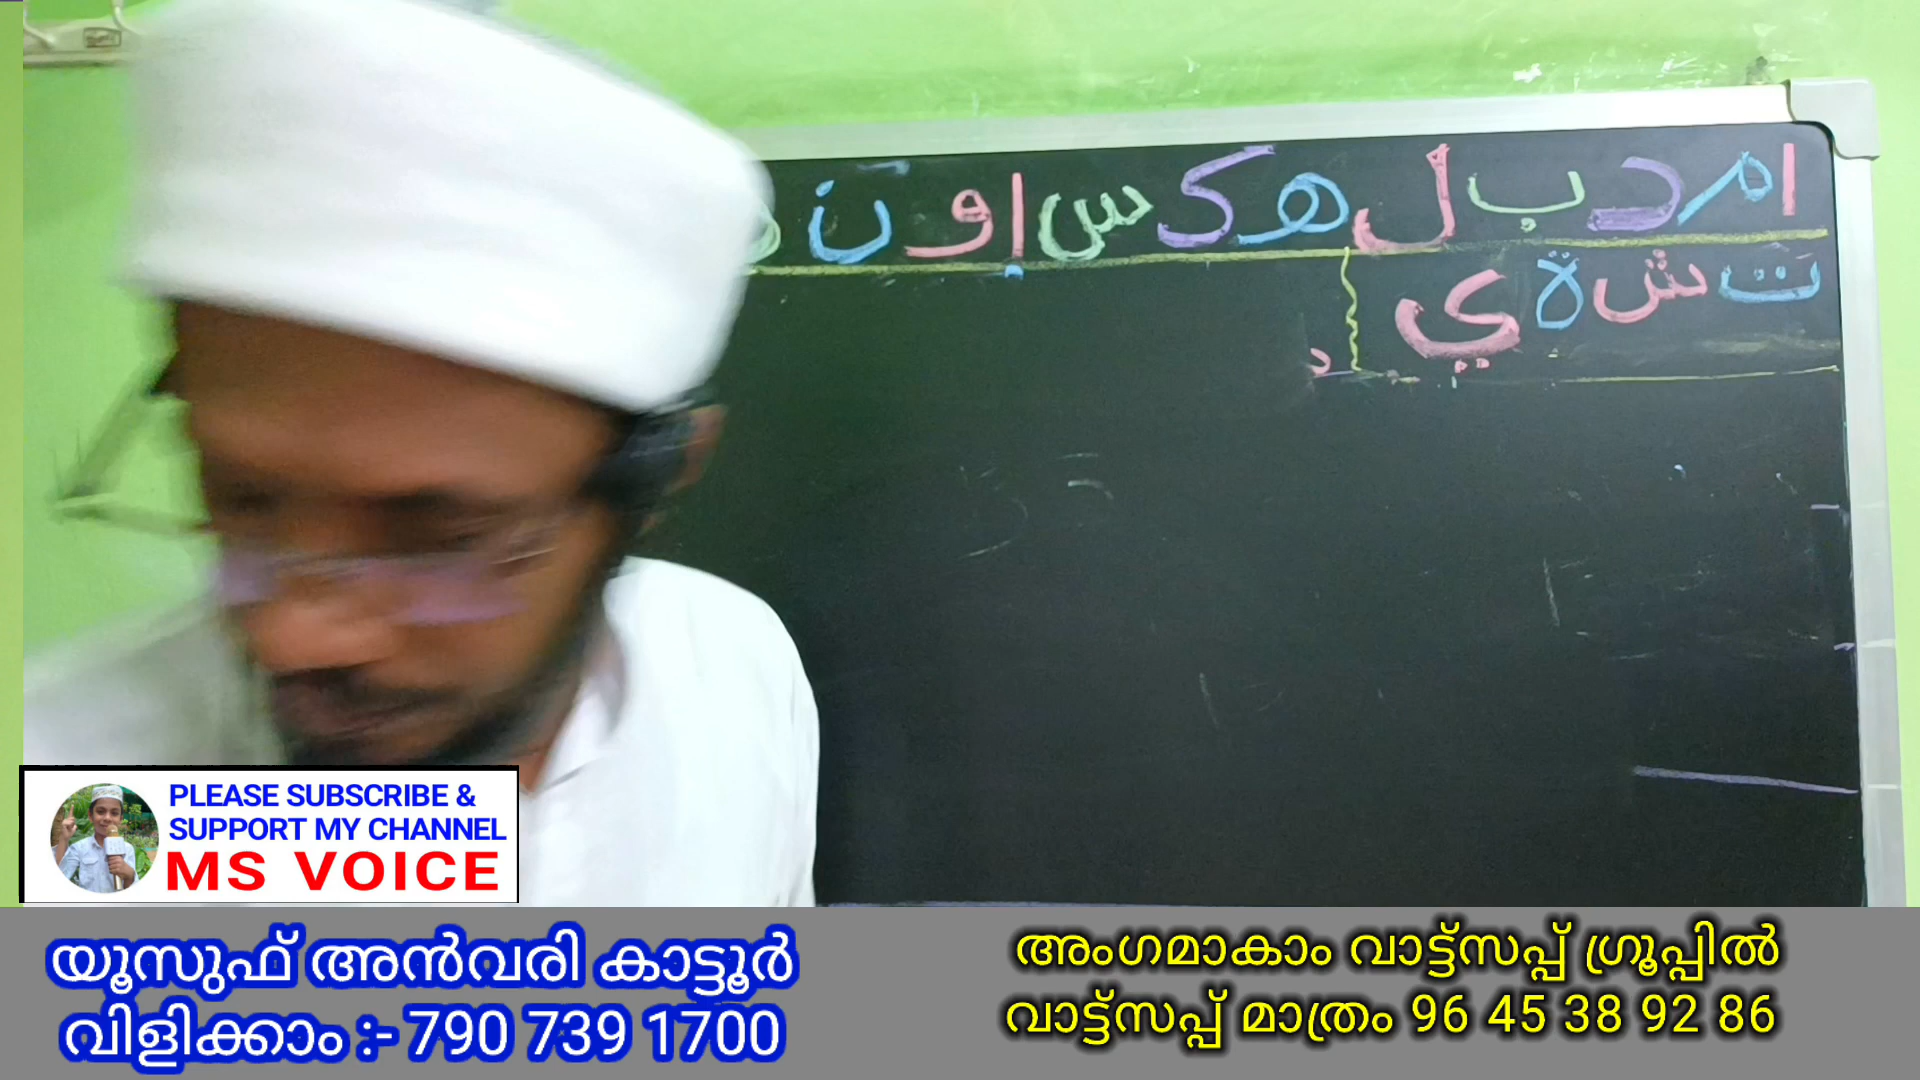 ا م د ب ل ھ ک س إ و ن
ت ش ة ي
د
PLEASE SUBSCRIBE &
SUPPORT MY CHANNEL
MS VOICE
യൂസുഫ് അൻവരി കാട്ടൂർ
വിളിക്കാം :- 790 739 1700
അംഗമാകാം വാട്ട്സപ്പ് ഗ്രൂപ്പിൽ
വാട്ട്സപ്പ് മാത്രം 96 45 38 92 86